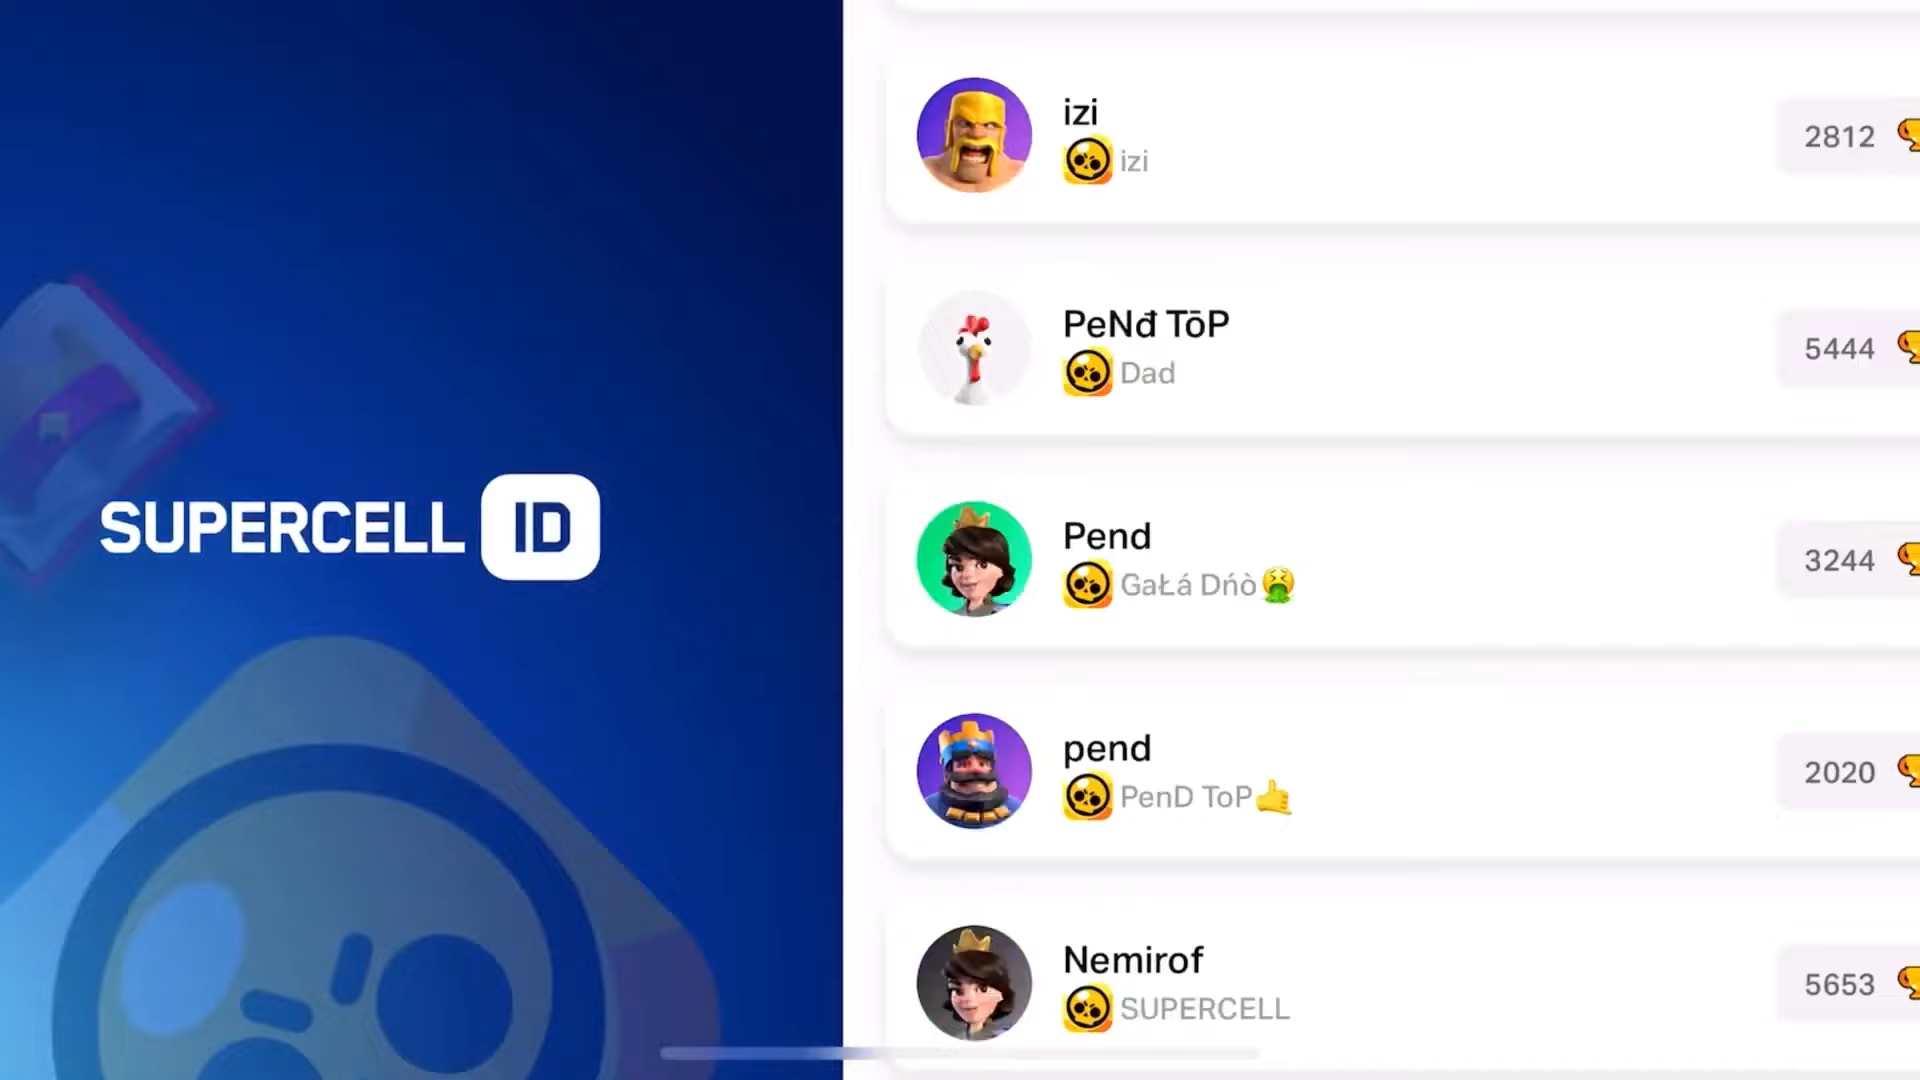 SUPERCELL ID
izi
izi
2812
PeNđ TōP
Dad
5444
Pend
GaŁá Dńò🤮
3244
pend
PenD ToP🤙
2020
Nemirof
SUPERCELL
5653